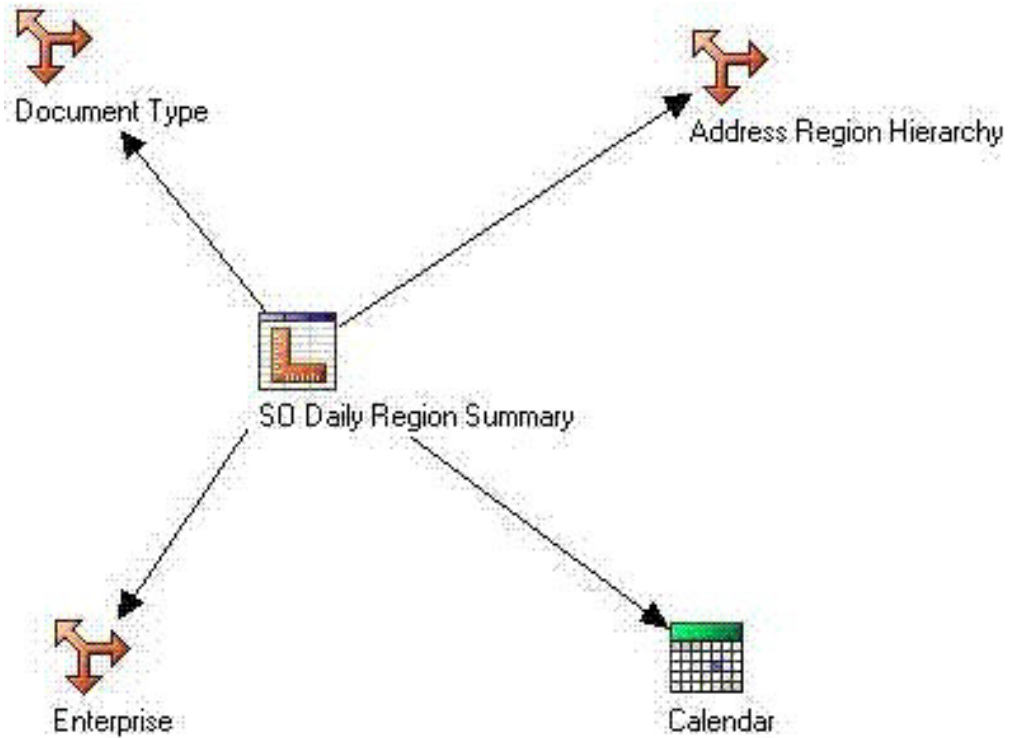 Document Type
Address Region Hierarchy
SO Daily Region Summary
Enterprise
Calendar